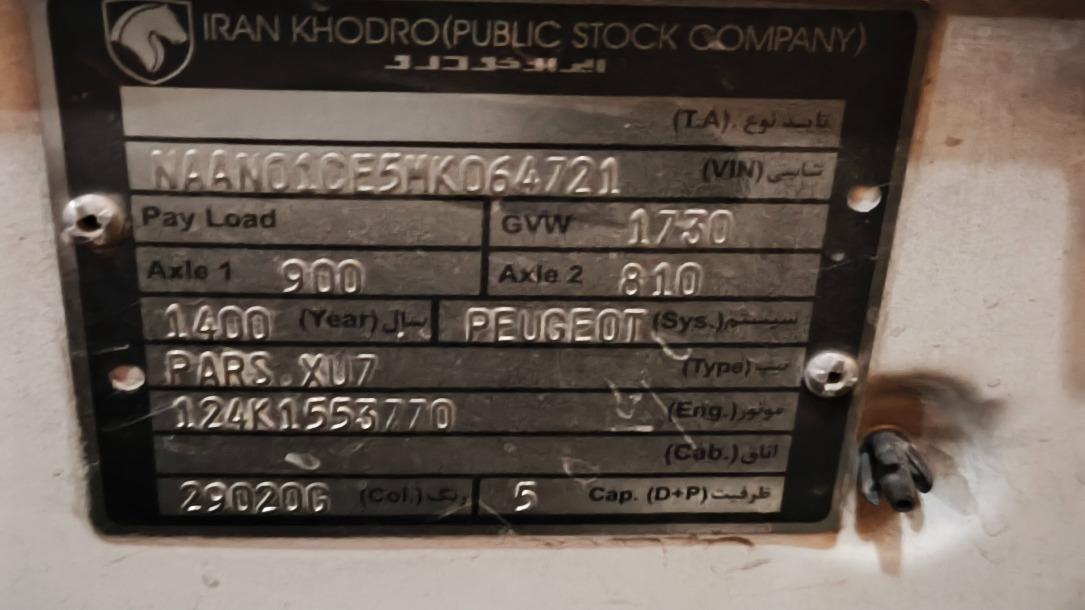 IRAN KHODRO(PUBLIC STOCK COMPANY)
(T.A.) تایید نوع
NAAN01CE5MK064721 (VIN) شاسی
Pay Load GVW 1730
Axle 1 900 Axle 2 810
1400 (Year) سال PEUGEOT (Sys.) سیستم
PARS.XU7 (Type) تیپ
124K1553770 (Eng.) موتور
(Cab.) اتاق
29020G (Col.) رنگ 5 Cap. (D+P) ظرفیت